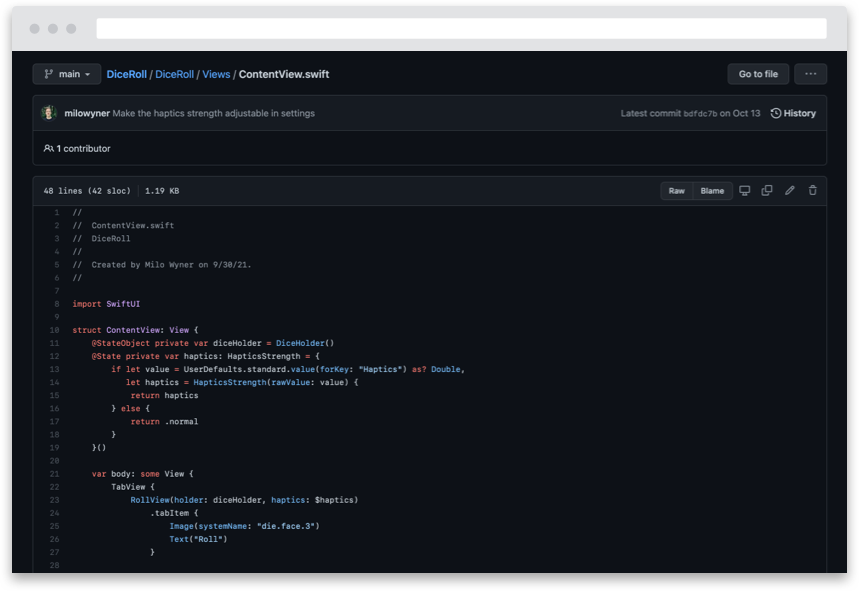 main
DiceRoll / DiceRoll / Views / ContentView.swift
Go to file
...
milowyner Make the haptics strength adjustable in settings
Latest commit bdfdc7b on Oct 13
History
1 contributor
48 lines (42 sloc) 1.19 KB
Raw
Blame
1 //
2 //  ContentView.swift
3 //  DiceRoll
4 //
5 //  Created by Milo Wyner on 9/30/21.
6 //
7
8 import SwiftUI
9
10 struct ContentView: View {
11     @StateObject private var diceHolder = DiceHolder()
12     @State private var haptics: HapticsStrength = {
13         if let value = UserDefaults.standard.value(forKey: "Haptics") as? Double,
14            let haptics = HapticsStrength(rawValue: value) {
15             return haptics
16         } else {
17             return .normal
18         }
19     }()
20
21     var body: some View {
22         TabView {
23             RollView(holder: diceHolder, haptics: $haptics)
24                 .tabItem {
25                     Image(systemName: "die.face.3")
26                     Text("Roll")
27                 }
28